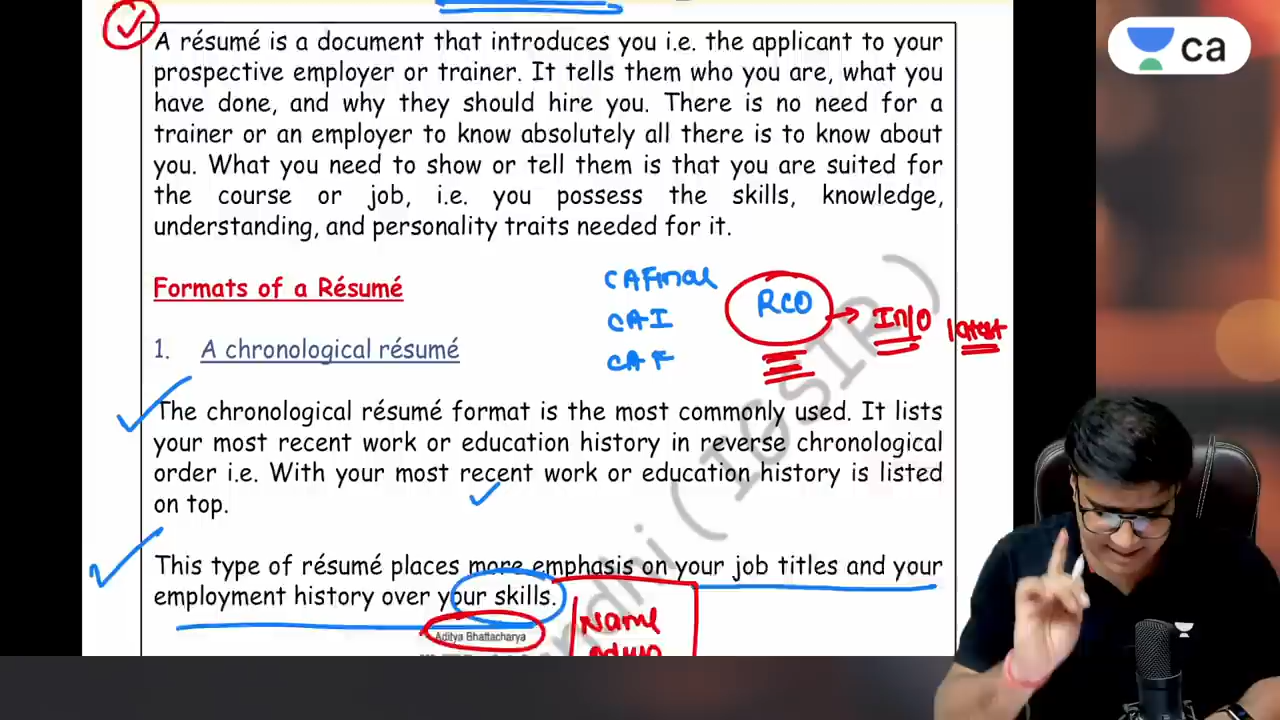 ca
A résumé is a document that introduces you i.e. the applicant to your
prospective employer or trainer. It tells them who you are, what you
have done, and why they should hire you. There is no need for a
trainer or an employer to know absolutely all there is to know about
you. What you need to show or tell them is that you are suited for
the course or job, i.e. you possess the skills, knowledge,
understanding, and personality traits needed for it.
Formats of a Résumé
CA Final
CA I
CA F
RCO
latest
1. A chronological résumé
The chronological résumé format is the most commonly used. It lists
your most recent work or education history in reverse chronological
order i.e. With your most recent work or education history is listed
on top.
This type of résumé places more emphasis on your job titles and your
employment history over your skills.
Aditya Bhattacharya
Name
(IGSIR)